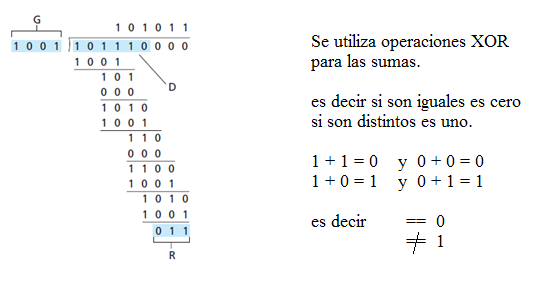 G
1 0 1 0 1 1
1 0 0 1 1 0 1 1 1 0 0 0 0
1 0 0 1
1 0 1
D
0 0 0
1 0 1 0
1 0 0 1
1 1 0
0 0 0
1 1 0 0
1 0 0 1
1 0 1 0
1 0 0 1
0 1 1
R
Se utiliza operaciones XOR
para las sumas.
es decir si son iguales es cero
si son distintos es uno.
1 + 1 = 0 y 0 + 0 = 0
1 + 0 = 1 y 0 + 1 = 1
es decir == 0
≠ 1